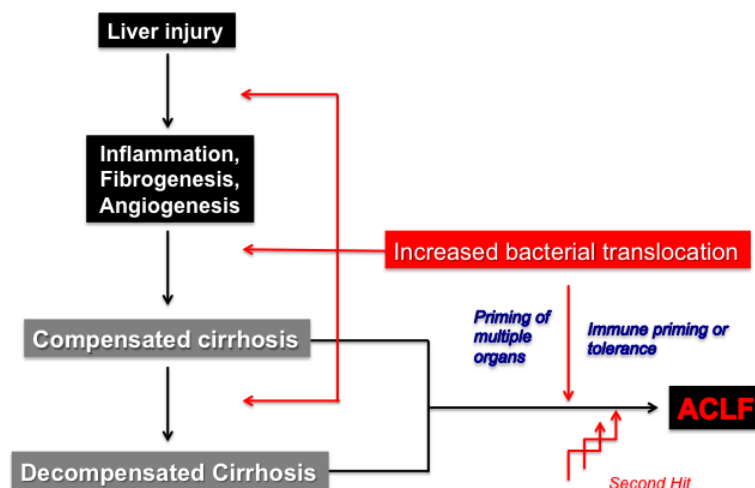 Liver injury
Inflammation,
Fibrogenesis,
Angiogenesis
Increased bacterial translocation
Priming of
multiple
organs
Immune priming or
tolerance
Compensated cirrhosis
ACLF
Decompensated Cirrhosis
Second Hit